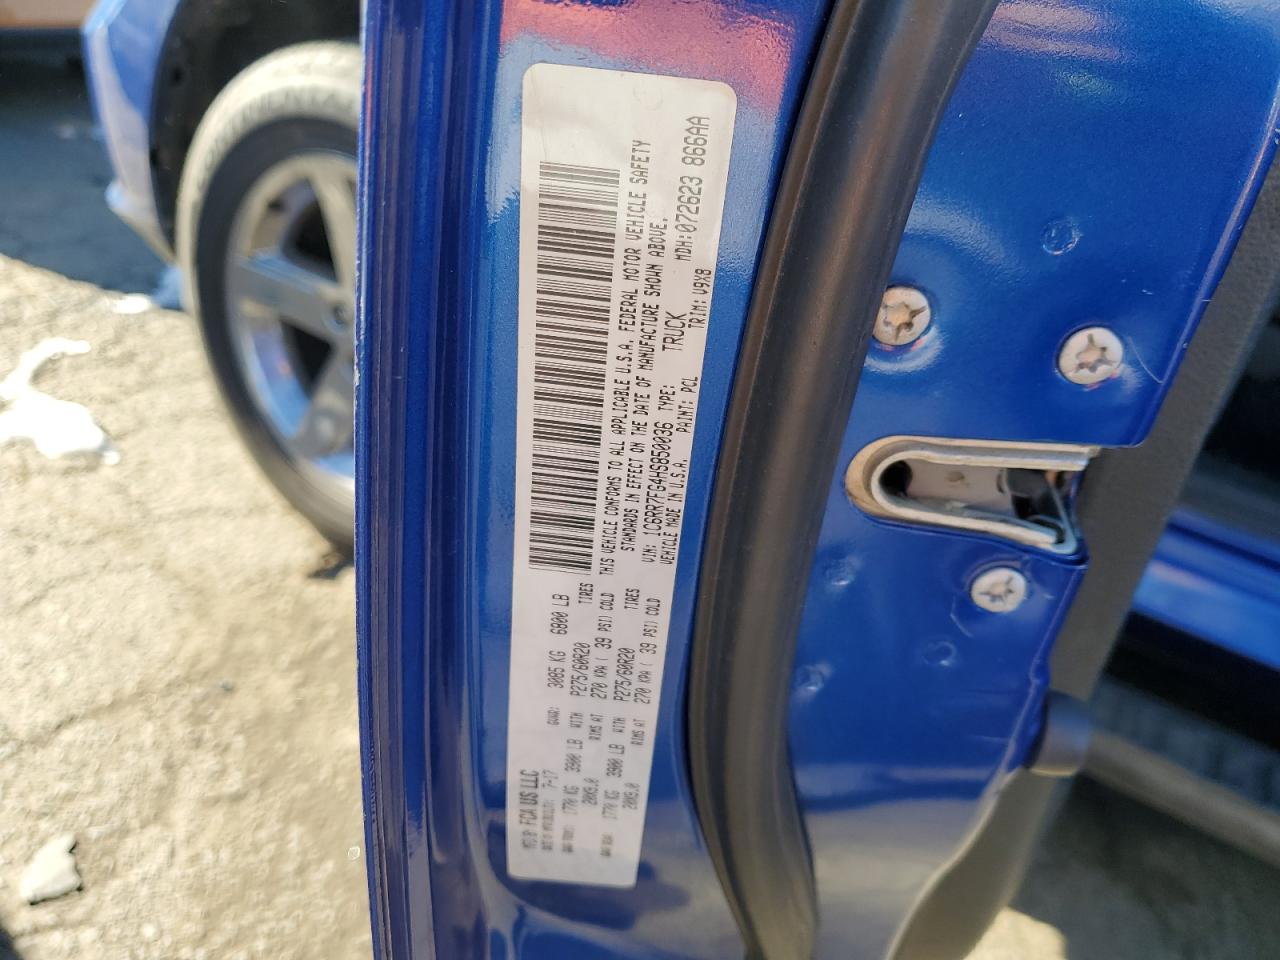 MFD BY FCA US LLC
DATE OF MFR 7-17 GVWR: 3085 KG 6800 LB
GAWR FRONT: 1770 KG 3900 LB WITH P275/60R20 TIRES
20X9.0 RIMS AT 270 KPA ( 39 PSI) COLD
GAWR REAR: 1770 KG 3900 LB WITH P275/60R20 TIRES
20X9.0 RIMS AT 270 KPA ( 39 PSI) COLD
THIS VEHICLE CONFORMS TO ALL APPLICABLE U.S.A. FEDERAL MOTOR VEHICLE SAFETY
STANDARDS IN EFFECT ON THE DATE OF MANUFACTURE SHOWN ABOVE.
VIN: 1C6RR7FG4HS850036 TYPE: TRUCK MDH:072623 866AA
VEHICLE MADE IN U.S.A. PAINT: PCL TRIM: V9X8